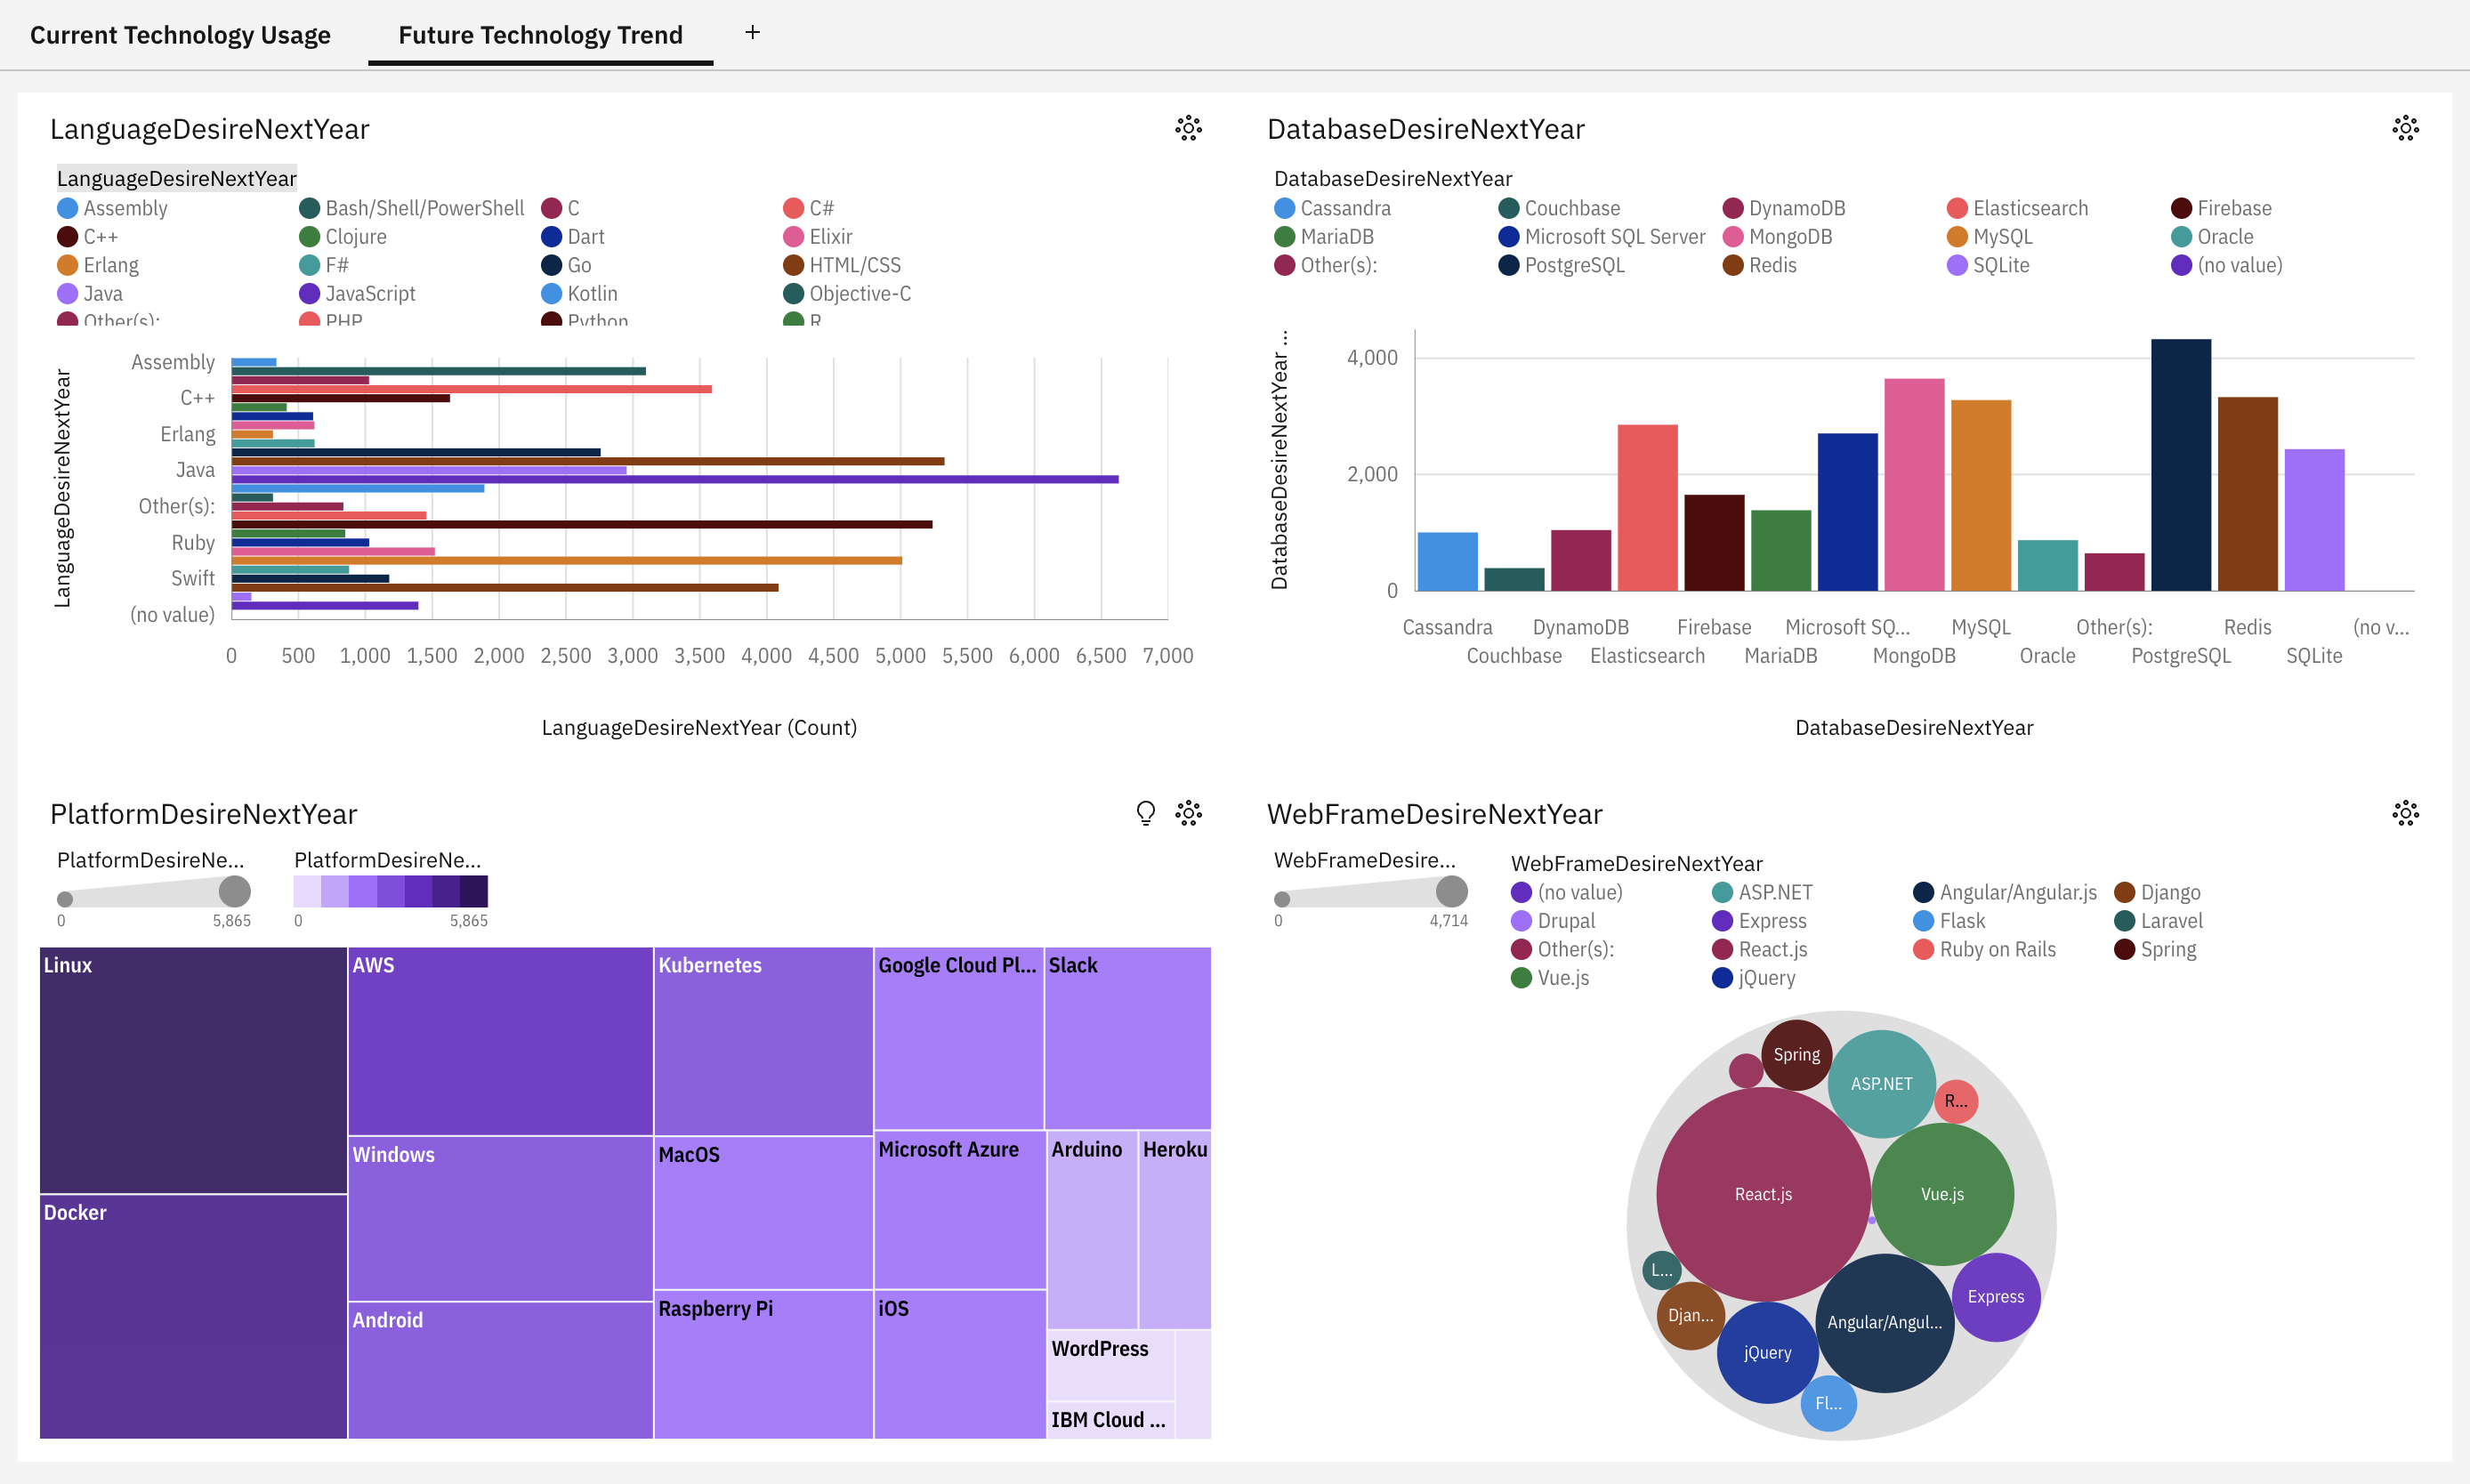 Current Technology Usage
Future Technology Trend
+
LanguageDesireNextYear
LanguageDesireNextYear
Assembly Bash/Shell/PowerShell C C#
C++ Clojure Dart Elixir
Erlang F# Go HTML/CSS
Java JavaScript Kotlin Objective-C
Other(s): PHP Python R
LanguageDesireNextYear
Assembly
C++
Erlang
Java
Other(s):
Ruby
Swift
(no value)
0 500 1,000 1,500 2,000 2,500 3,000 3,500 4,000 4,500 5,000 5,500 6,000 6,500 7,000
LanguageDesireNextYear (Count)
DatabaseDesireNextYear
DatabaseDesireNextYear
Cassandra Couchbase DynamoDB Elasticsearch Firebase
MariaDB Microsoft SQL Server MongoDB MySQL Oracle
Other(s): PostgreSQL Redis SQLite (no value)
DatabaseDesireNextYear ...
4,000
2,000
0
Cassandra DynamoDB Firebase Microsoft SQ... MySQL Other(s): Redis (no v...
Couchbase Elasticsearch MariaDB MongoDB Oracle PostgreSQL SQLite
DatabaseDesireNextYear
PlatformDesireNextYear
PlatformDesireNe... PlatformDesireNe...
0 5,865 0 5,865
Linux
Docker
AWS
Windows
Android
Kubernetes
MacOS
Raspberry Pi
Google Cloud Pl...
Slack
Microsoft Azure
iOS
Arduino
Heroku
WordPress
IBM Cloud ...
WebFrameDesireNextYear
WebFrameDesire...
0 4,714
WebFrameDesireNextYear
(no value) ASP.NET Angular/Angular.js Django
Drupal Express Flask Laravel
Other(s): React.js Ruby on Rails Spring
Vue.js jQuery
Spring
ASP.NET
R...
React.js
Vue.js
L...
Djan...
Express
Angular/Angul...
jQuery
Fl...